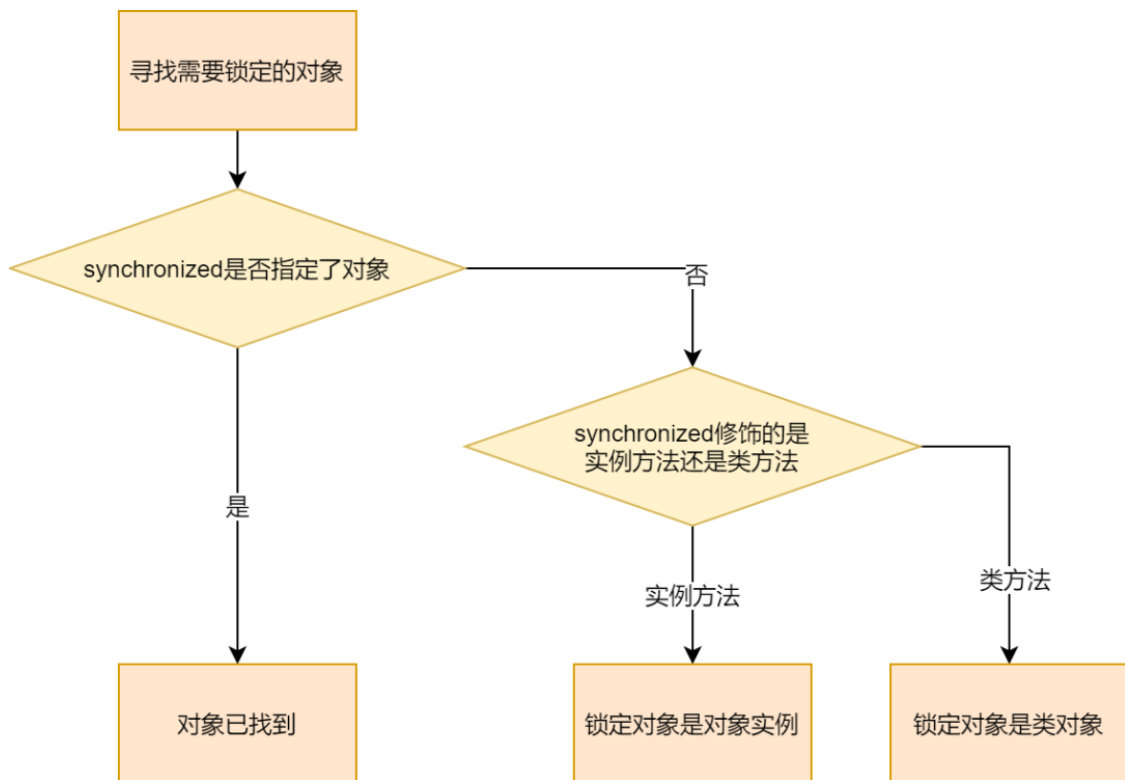 寻找需要锁定的对象
synchronized是否指定了对象
否
synchronized修饰的是
实例方法还是类方法
是
实例方法
类方法
对象已找到
锁定对象是对象实例
锁定对象是类对象